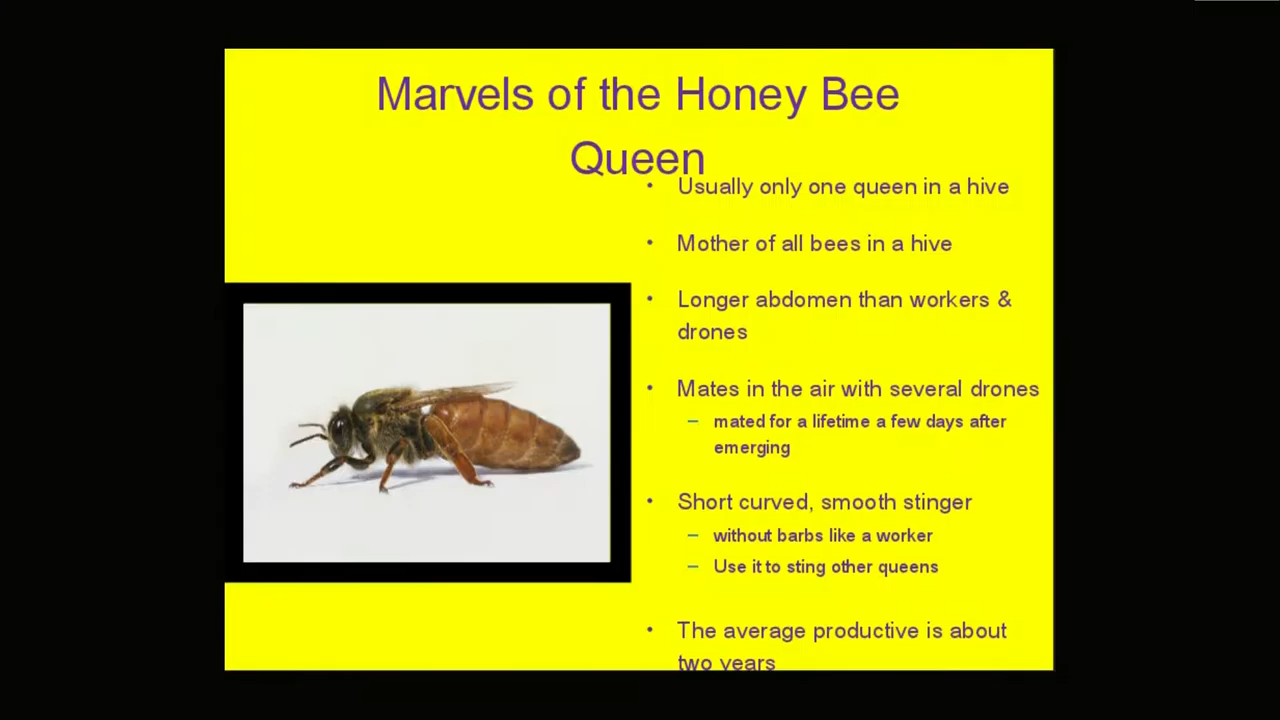 Marvels of the Honey Bee
Queen
• Usually only one queen in a hive
• Mother of all bees in a hive
• Longer abdomen than workers &
drones
• Mates in the air with several drones
– mated for a lifetime a few days after
emerging
• Short curved, smooth stinger
– without barbs like a worker
– Use it to sting other queens
• The average productive is about
two years